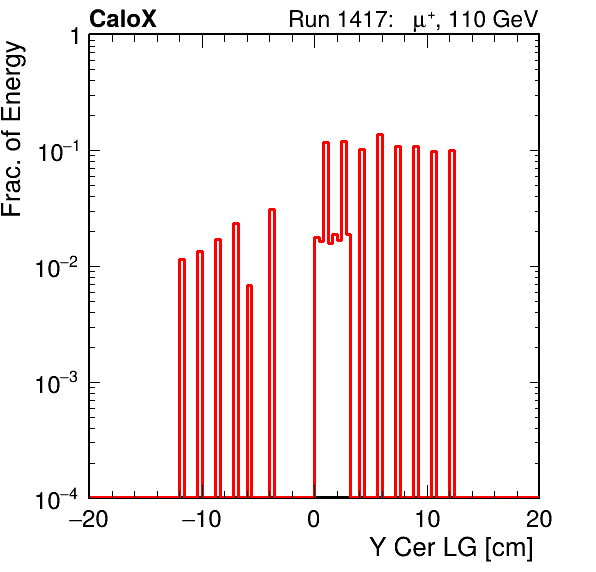 CaloX Run 1417: μ⁺, 110 GeV
Frac. of Energy
1
10⁻¹
10⁻²
10⁻³
10⁻⁴
−20 −10 0 10 20
Y Cer LG [cm]